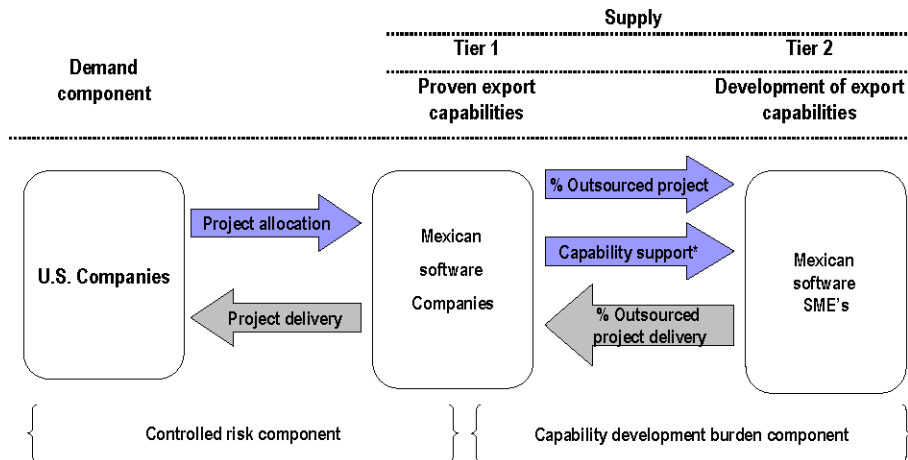 Supply
Tier 1
Tier 2
Demand
component
Proven export
capabilities
Development of export
capabilities
U.S. Companies
Project allocation
Project delivery
Mexican
software
Companies
% Outsourced project
Capability support*
% Outsourced
project delivery
Mexican
software
SME's
Controlled risk component
Capability development burden component